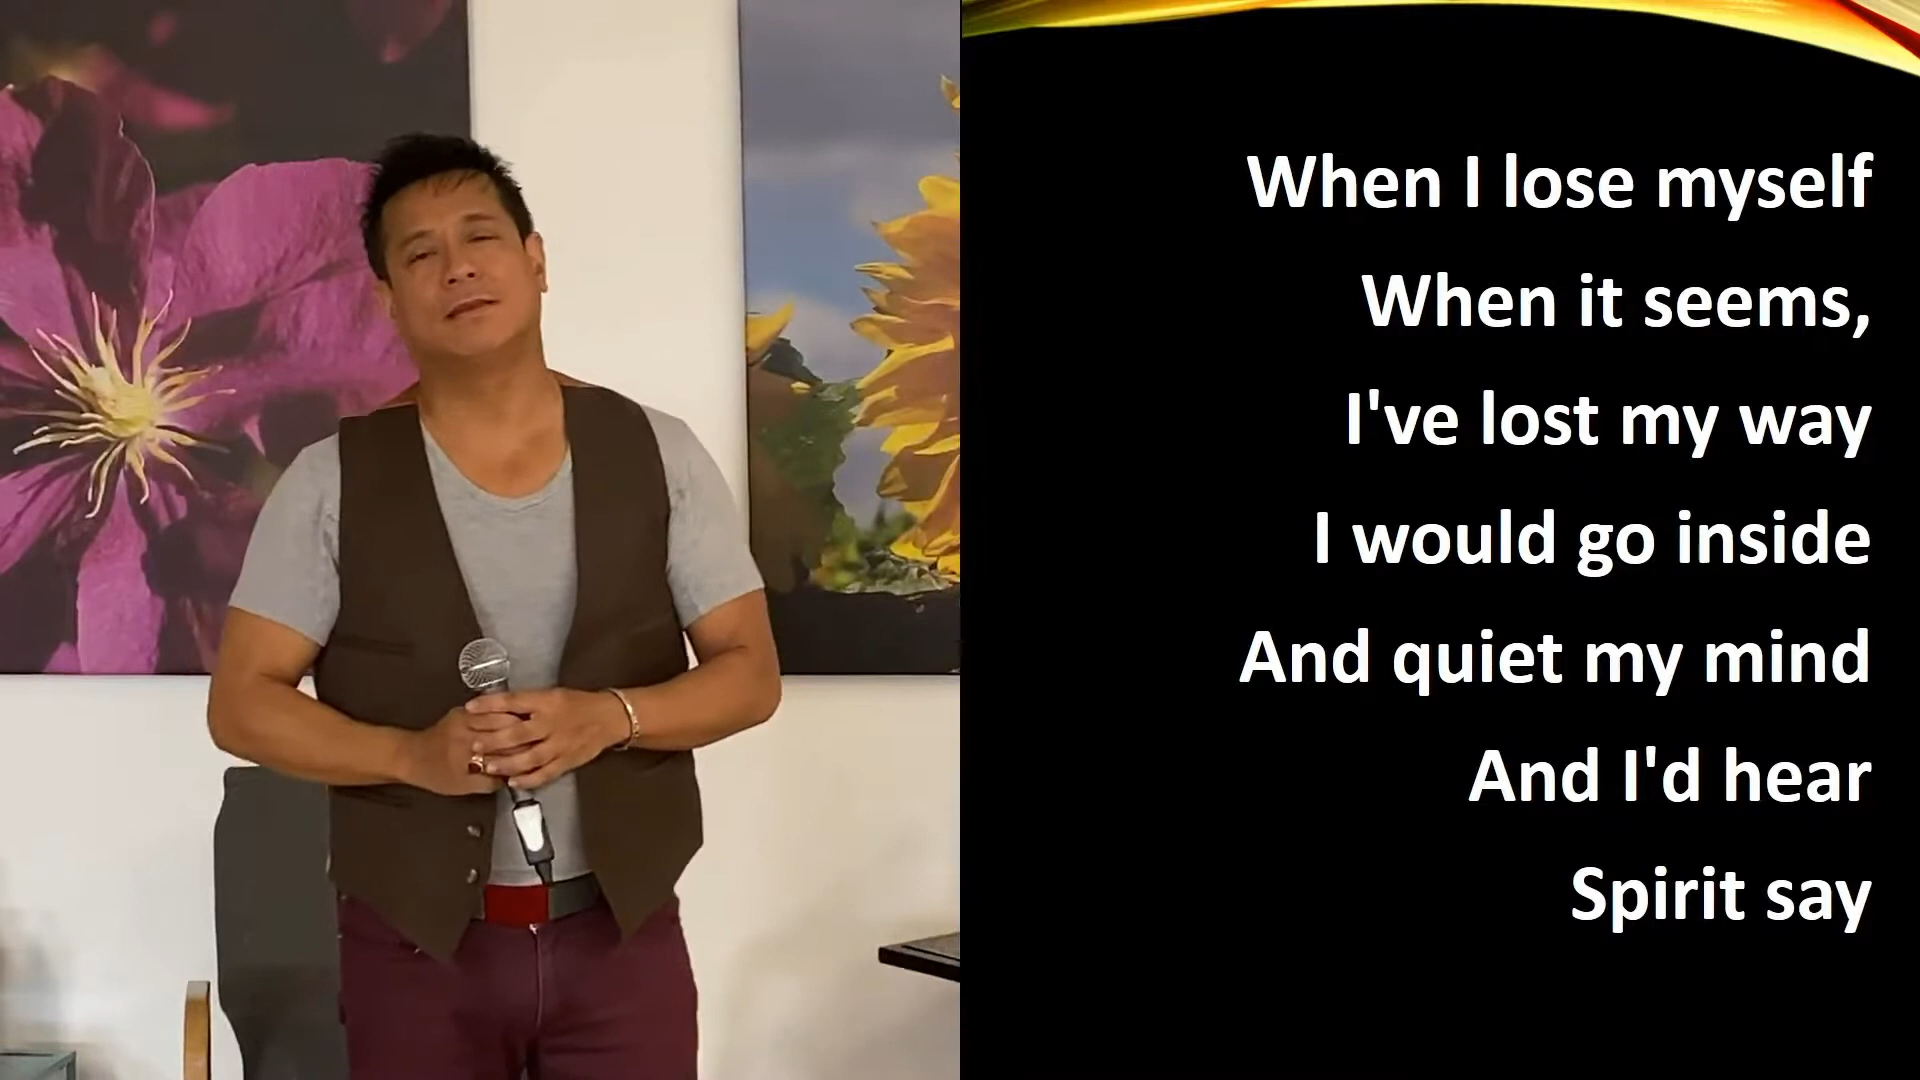 When I lose myself
When it seems,
I've lost my way
I would go inside
And quiet my mind
And I'd hear
Spirit say